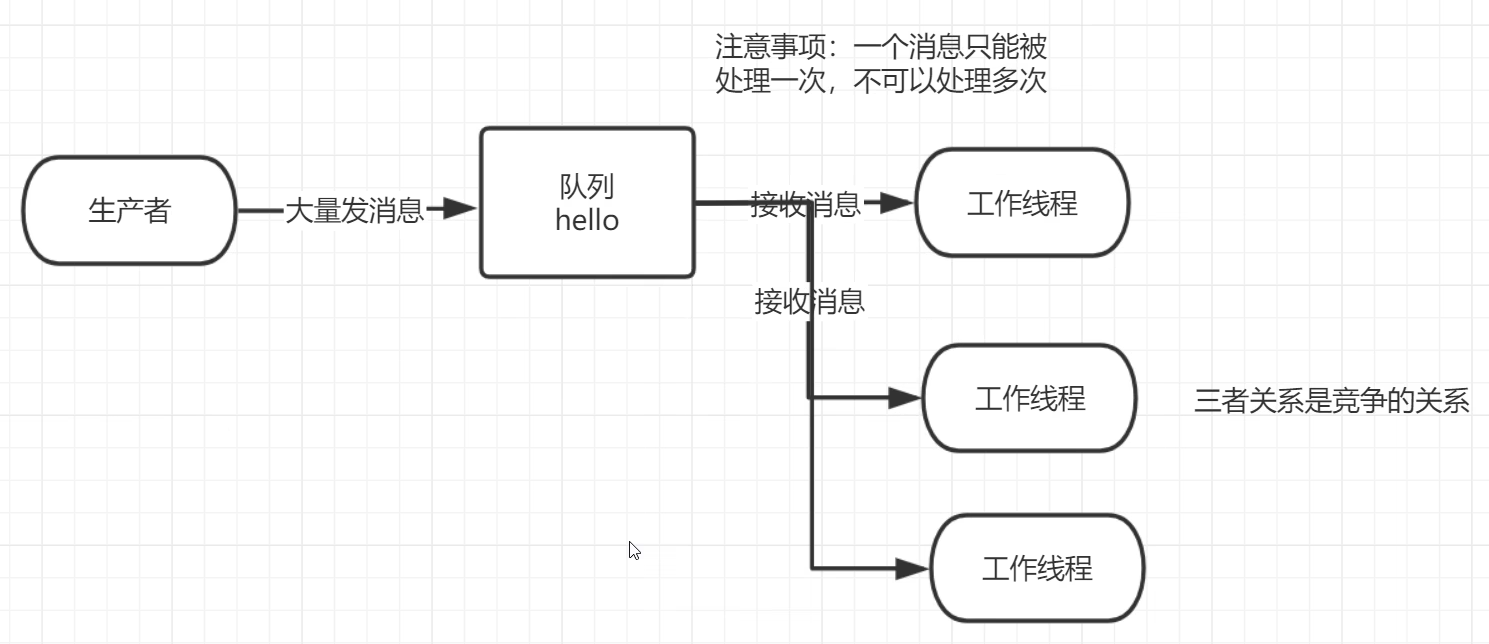 注意事项：一个消息只能被
处理一次，不可以处理多次
生产者
大量发消息
队列
hello
接收消息
工作线程
接收消息
工作线程
三者关系是竞争的关系
工作线程